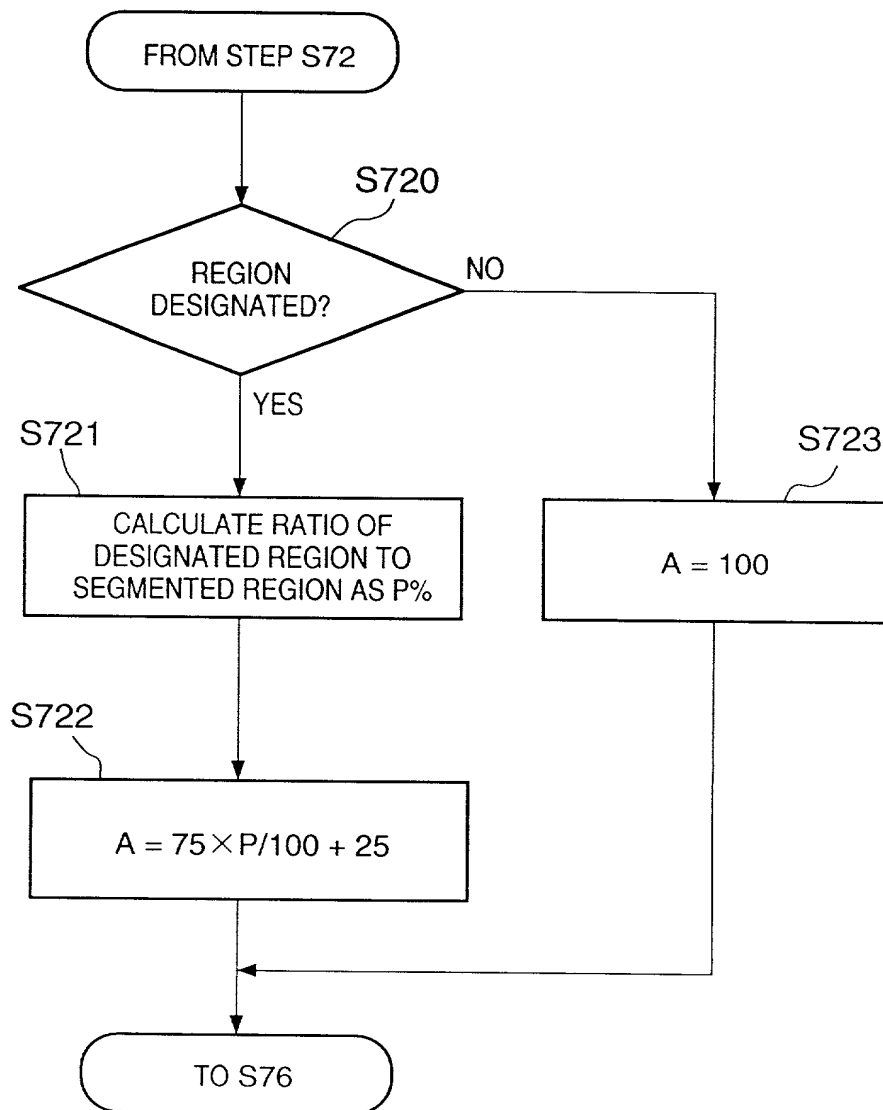 FROM STEP S72
S720
REGION
DESIGNATED?
NO
YES
S721
CALCULATE RATIO OF
DESIGNATED REGION TO
SEGMENTED REGION AS P%
S723
A = 100
S722
A = 75×P/100 + 25
TO S76